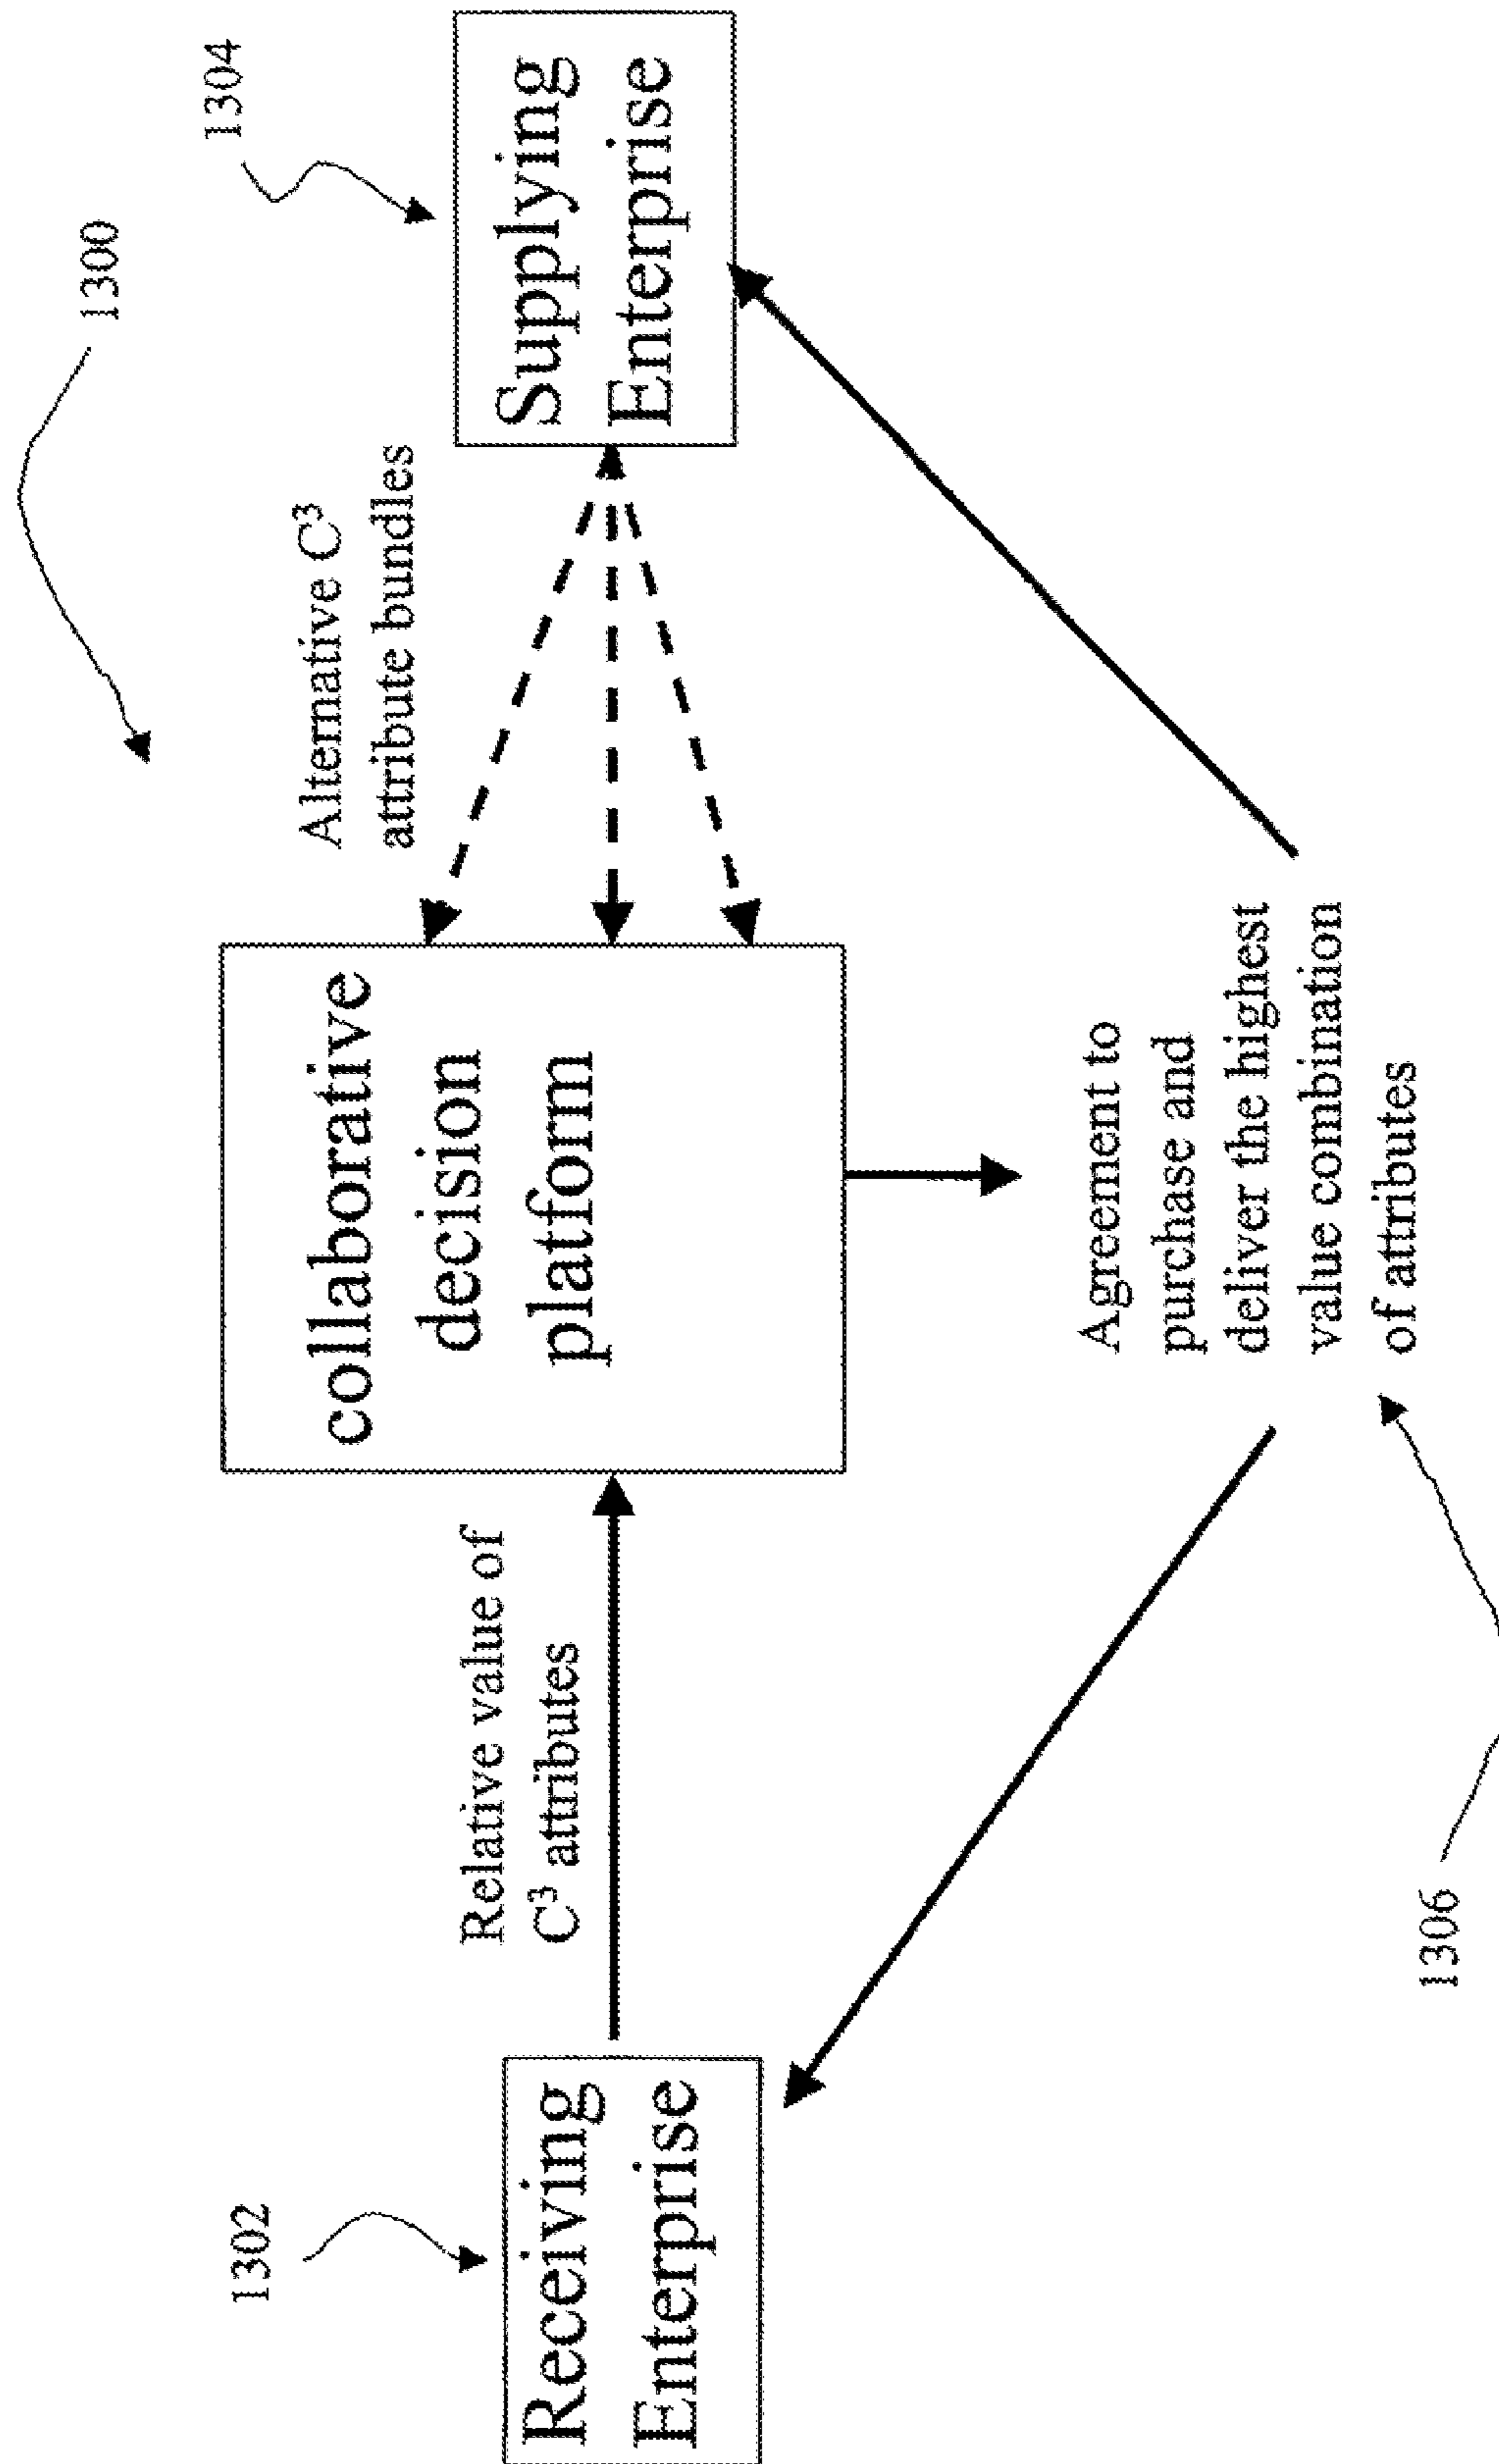 1300
1302
1304
Receiving
Enterprise
Relative value of
C³ attributes
collaborative
decision
platform
Alternative C³
attribute bundles
Supplying
Enterprise
Agreement to
purchase and
deliver the highest
value combination
of attributes
1306